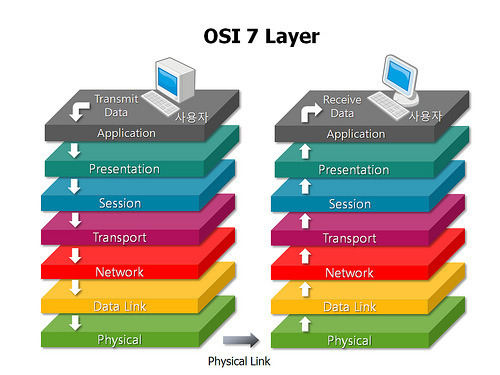 OSI 7 Layer
Transmit
Data
사용자
Application
Presentation
Session
Transport
Network
Data Link
Physical
Receive
Data
사용자
Application
Presentation
Session
Transport
Network
Data Link
Physical
Physical Link